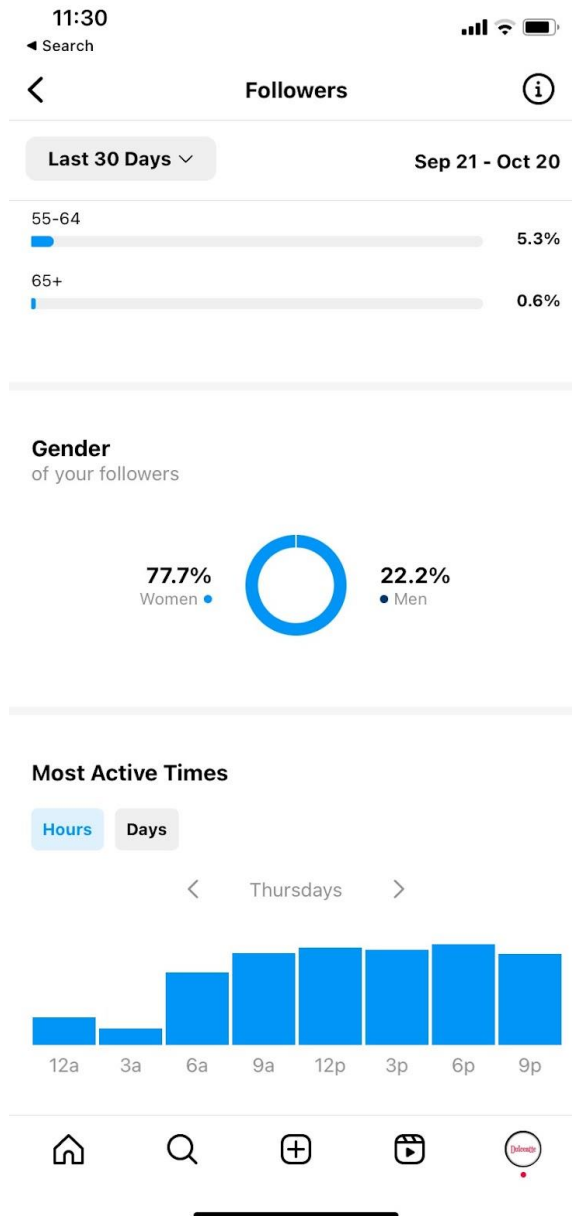 11:30
◀ Search
Followers
Last 30 Days
Sep 21 - Oct 20
55-64
5.3%
65+
0.6%
Gender
of your followers
77.7%
Women
22.2%
Men
Most Active Times
Hours Days
Thursdays
12a 3a 6a 9a 12p 3p 6p 9p